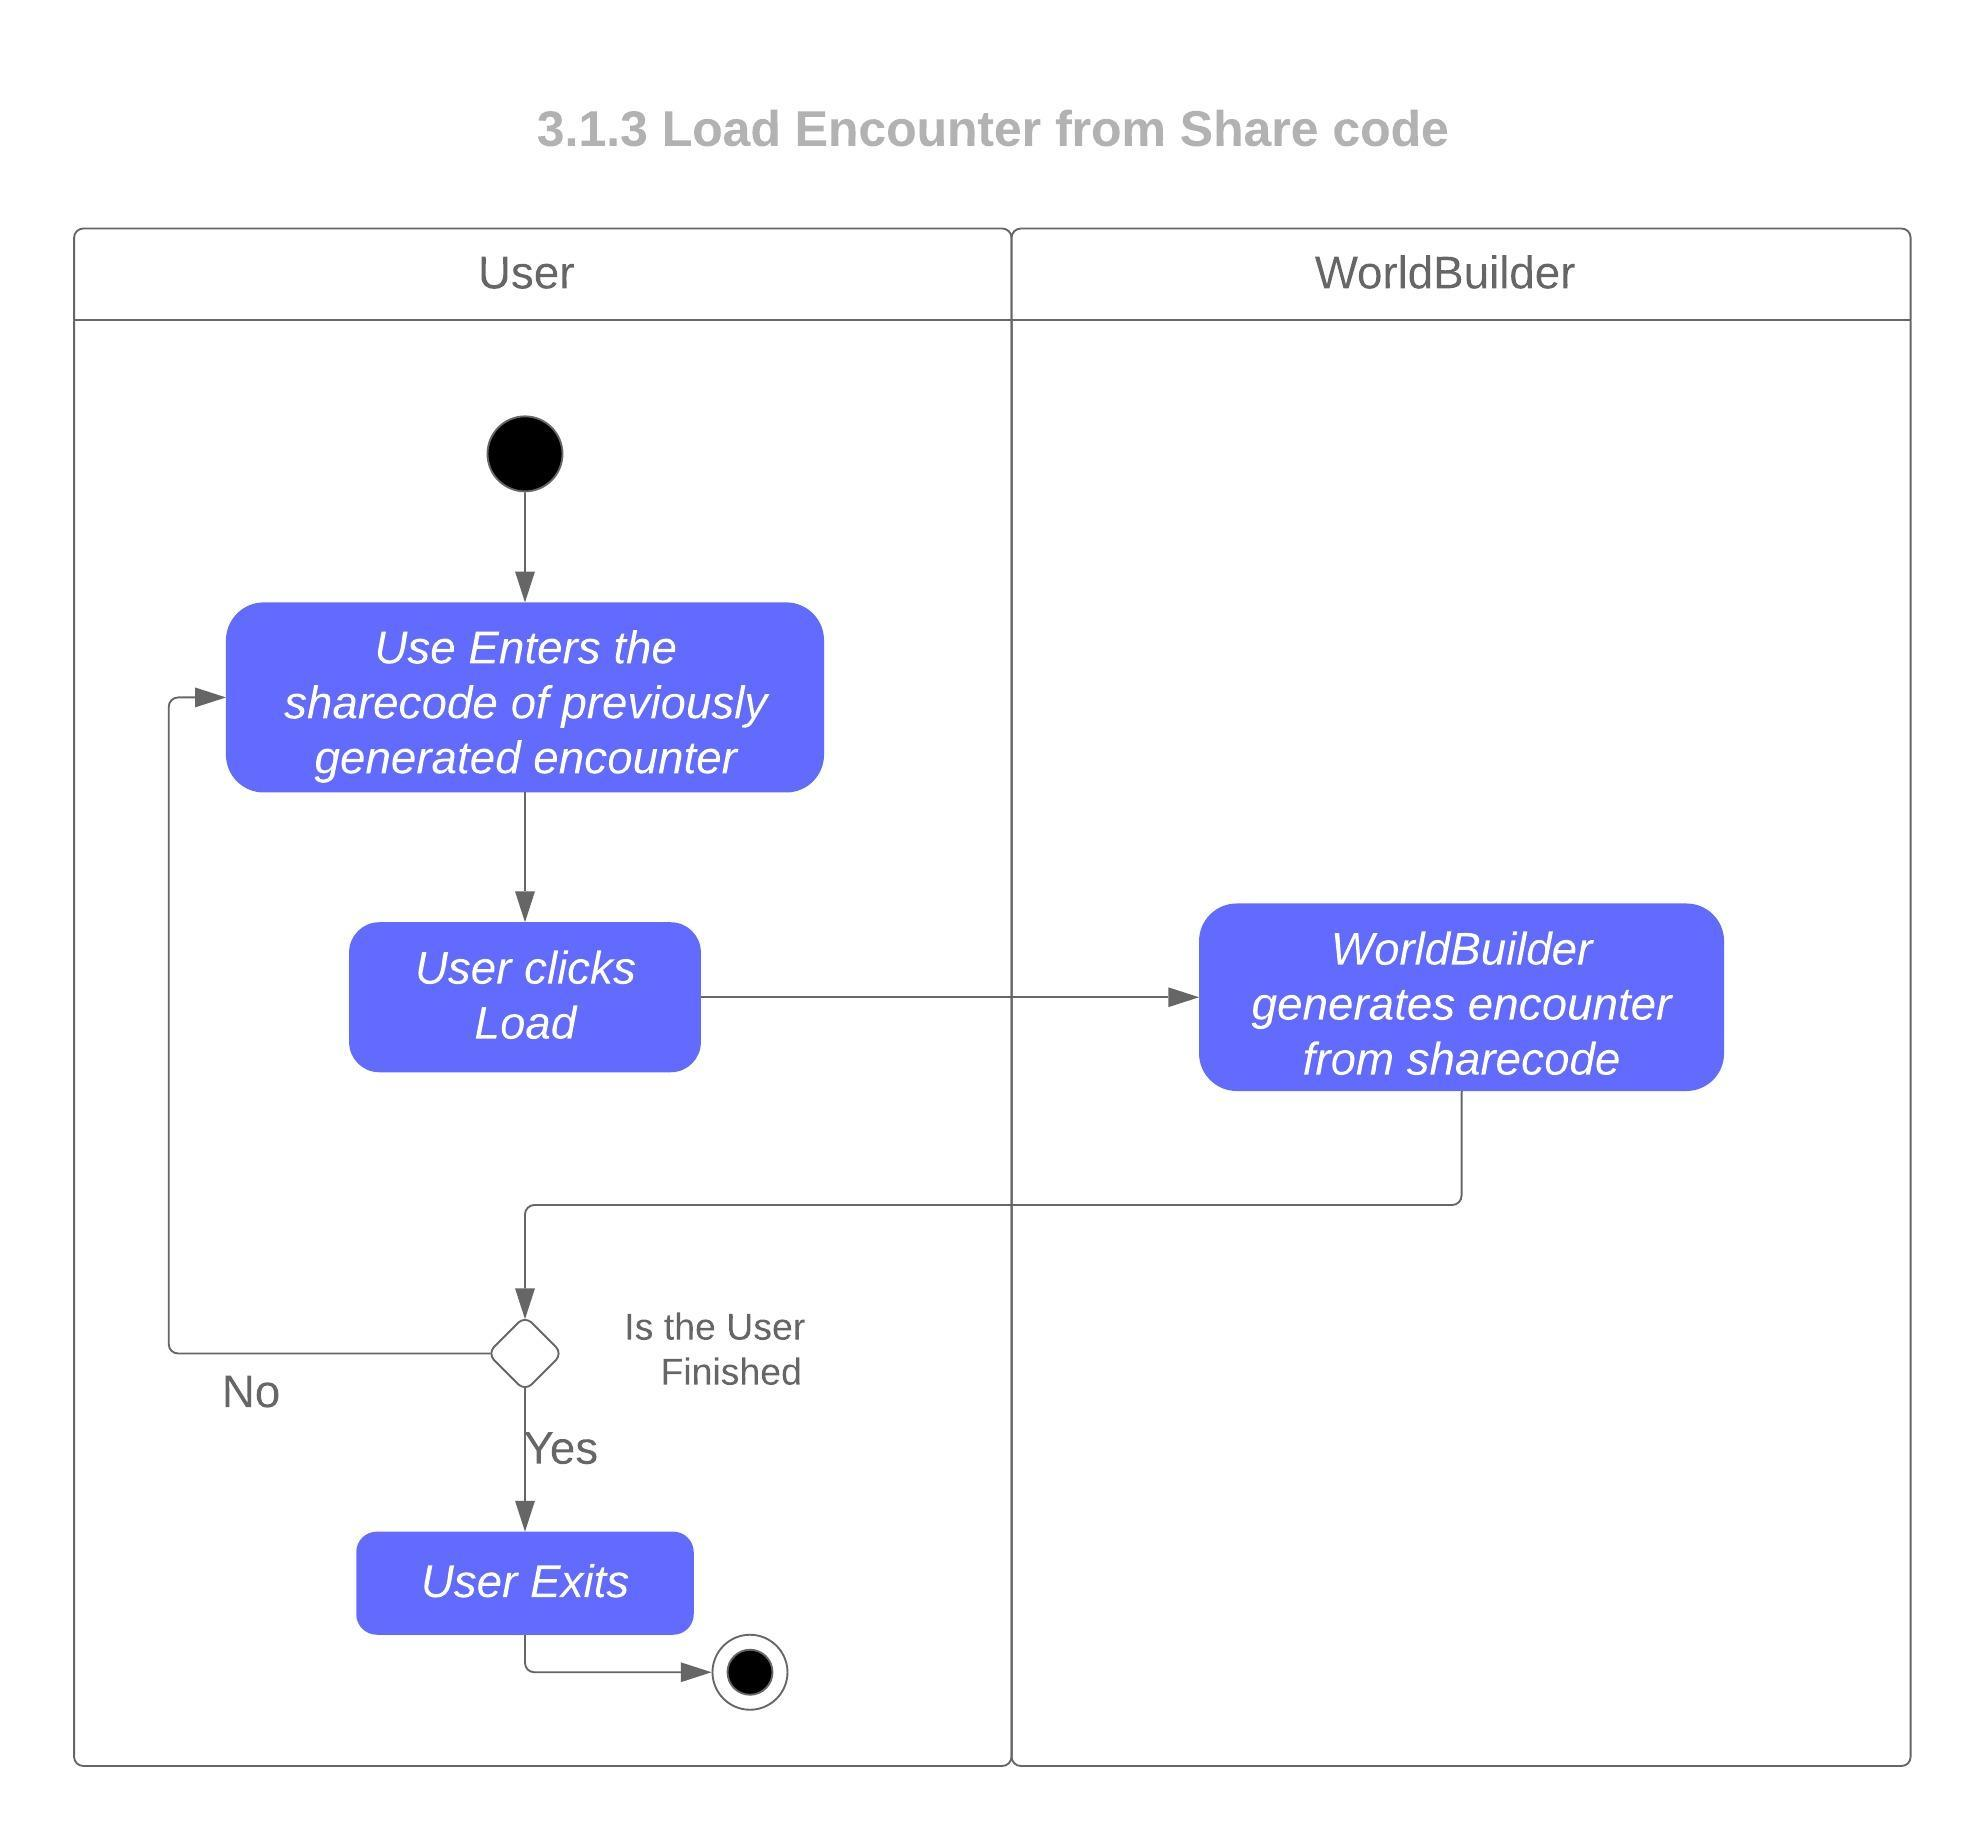 3.1.3 Load Encounter from Share code
User
WorldBuilder
Use Enters the
sharecode of previously
generated encounter
User clicks
Load
WorldBuilder
generates encounter
from sharecode
Is the User
Finished
No
Yes
User Exits